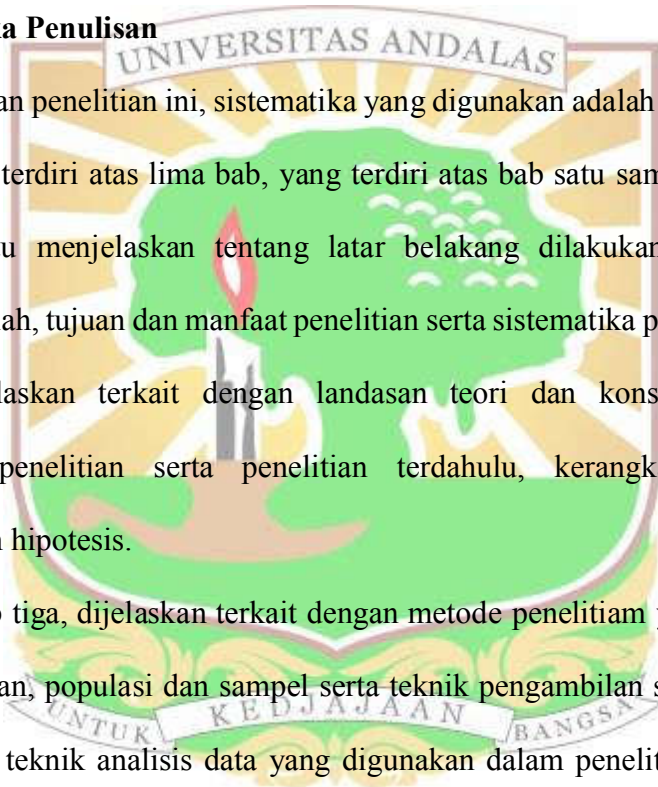 ka Penulisan
UNIVERSITAS ANDALAS
an penelitian ini, sistematika yang digunakan adalah
terdiri atas lima bab, yang terdiri atas bab satu sam
u menjelaskan tentang latar belakang dilakukan
lah, tujuan dan manfaat penelitian serta sistematika p
laskan terkait dengan landasan teori dan kons
penelitian serta penelitian terdahulu, kerangk
n hipotesis.
o tiga, dijelaskan terkait dengan metode penelitiam
an, populasi dan sampel serta teknik pengambilan s
UNTUK KEDJAJAAN BANGSA
teknik analisis data yang digunakan dalam penelit